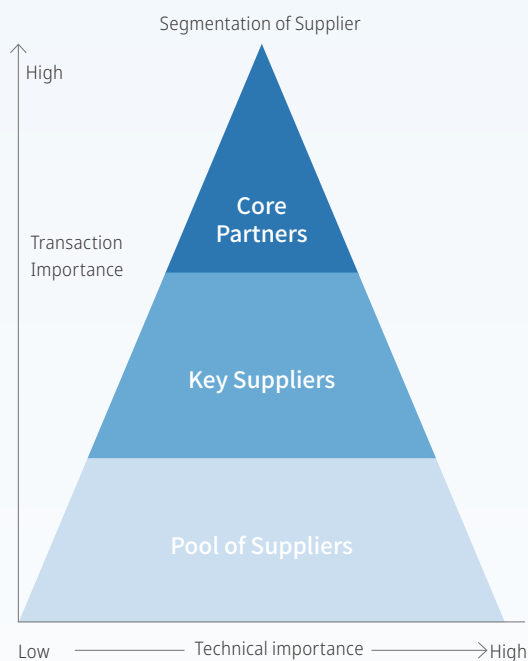 Segmentation of Supplier
High
Core
Partners
Transaction
Importance
Key Suppliers
Pool of Suppliers
Low
Technical importance
High